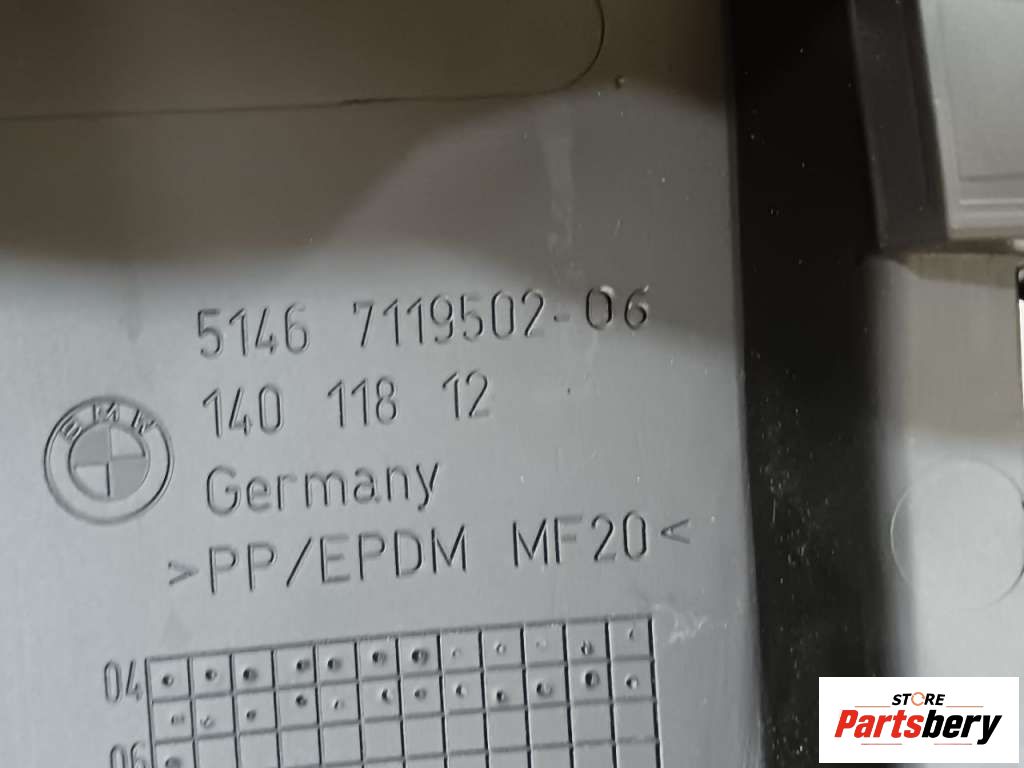 5146 7119502-06
140 118 12
BMW
Germany
>PP/EPDM MF20<
04
06
STORE
Partsbery